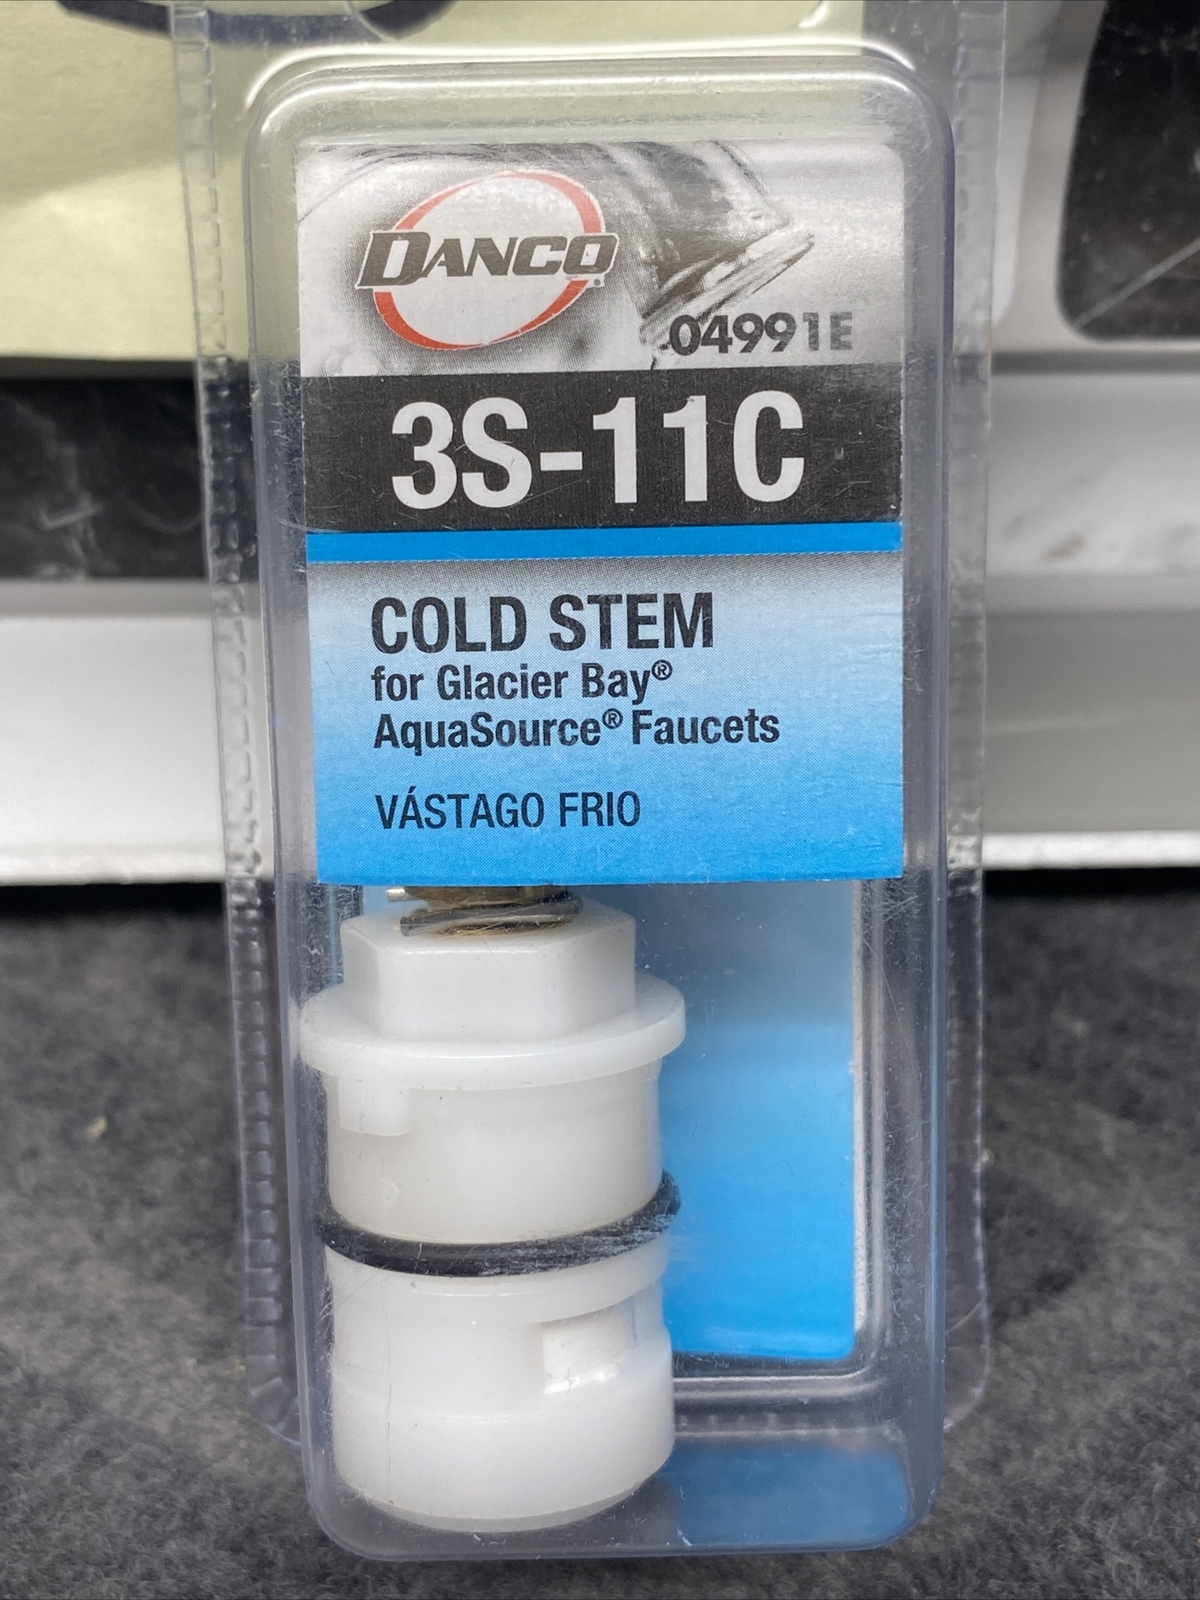 DANCO
04991E
3S-11C
COLD STEM
for Glacier Bay®
AquaSource® Faucets
VÁSTAGO FRIO